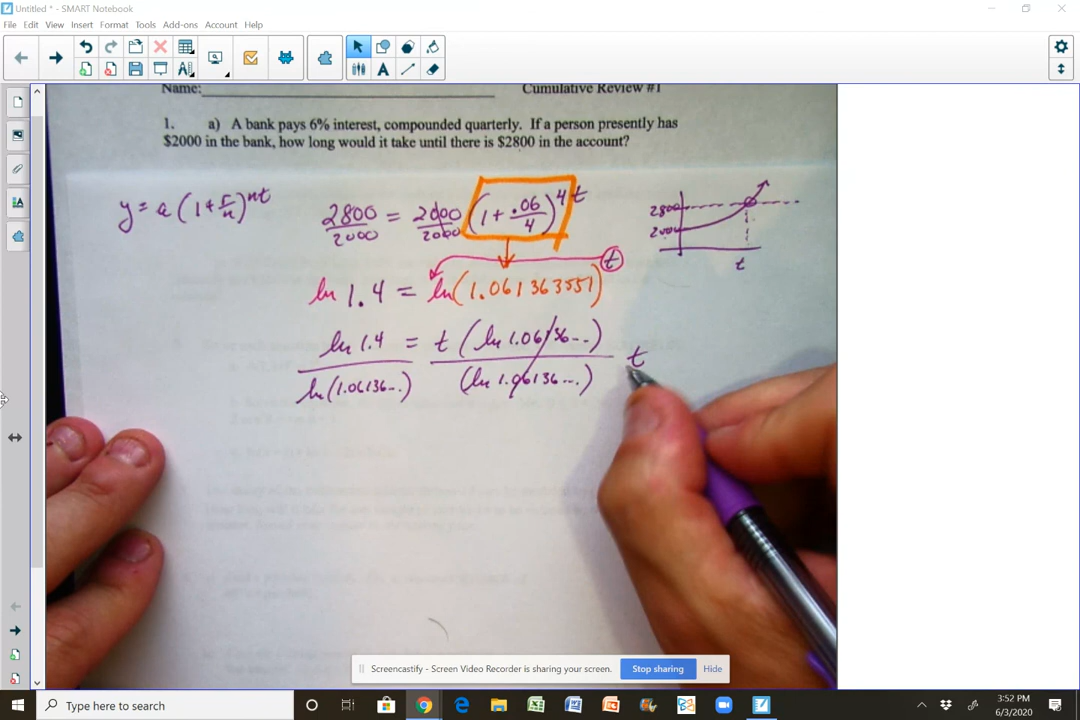 Untitled * - SMART Notebook
File Edit View Insert Format Tools Add-ons Account Help
Name: Cumulative Review #1
1. a) A bank pays 6% interest, compounded quarterly. If a person presently has
$2000 in the bank, how long would it take until there is $2800 in the account?
y = a (1 + r/n)^nt
2800/2000 = 2000/2000 (1 + .06/4)^4t
2800
2000
t
ln 1.4 = ln(1.061363551)^t
ln 1.4 / ln(1.06136...) = t (ln 1.06136...) / (ln 1.06136...) t
Screencastify - Screen Video Recorder is sharing your screen. Stop sharing Hide
Type here to search
3:52 PM
6/3/2020